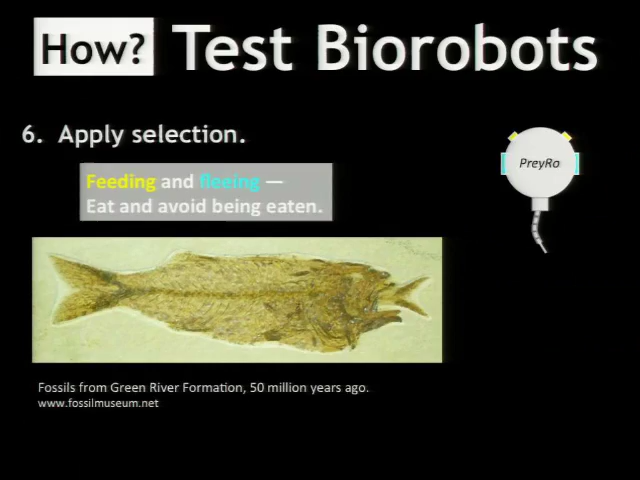 How? Test Biorobots
6. Apply selection.
PreyRo
Feeding and fleeing —
Eat and avoid being eaten.
Fossils from Green River Formation, 50 million years ago.
www.fossilmuseum.net